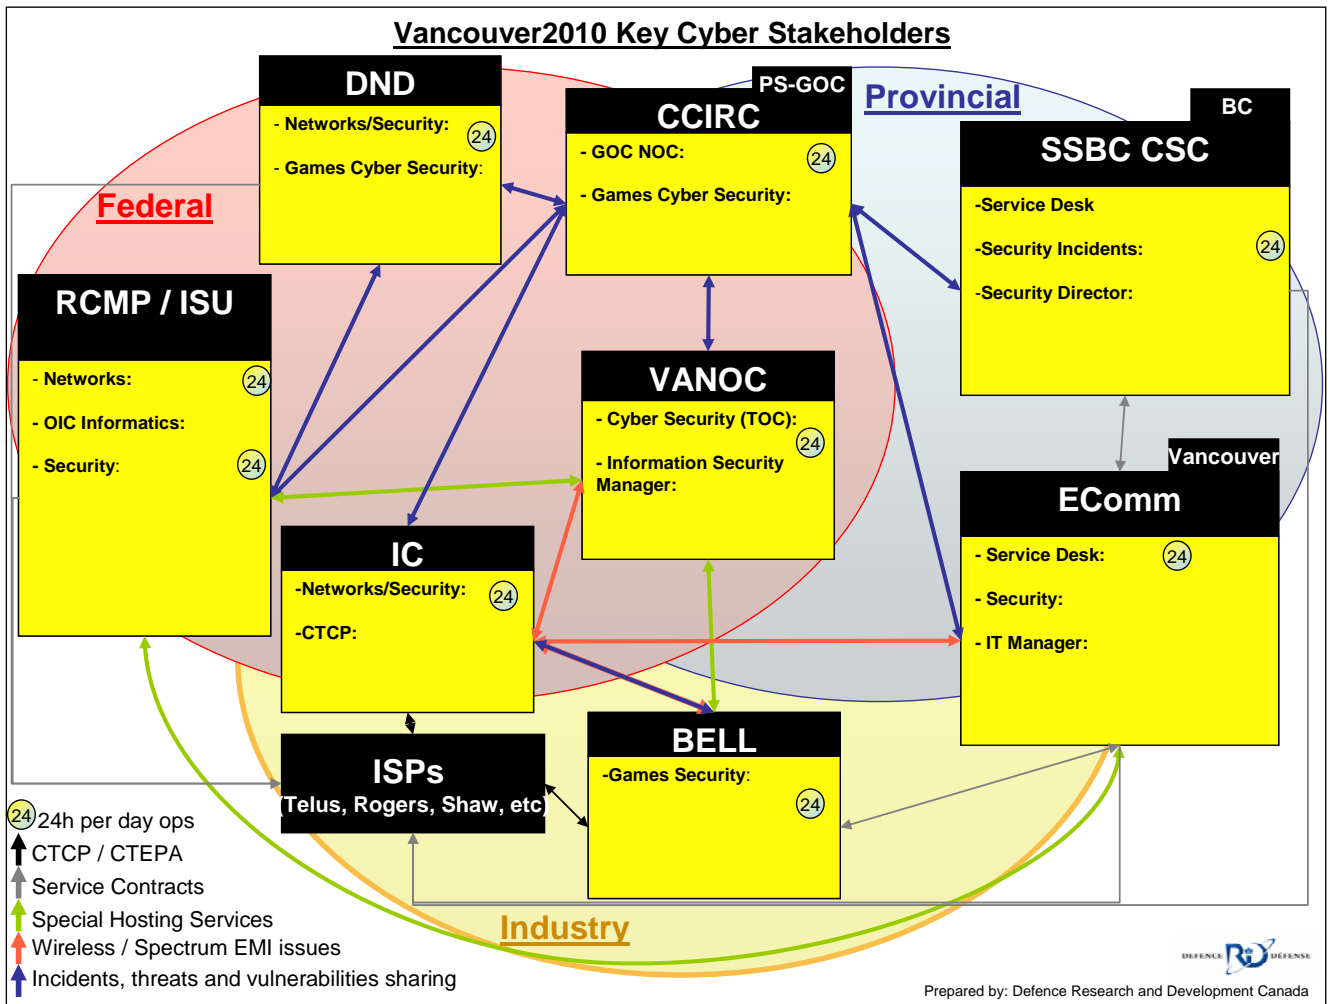 Vancouver2010 Key Cyber Stakeholders
DND
- Networks/Security:
24
- Games Cyber Security:
PS-GOC
CCIRC
- GOC NOC:
24
- Games Cyber Security:
Provincial
BC
SSBC CSC
-Service Desk
-Security Incidents:
24
-Security Director:
Federal
RCMP / ISU
- Networks:
24
- OIC Informatics:
- Security:
24
VANOC
- Cyber Security (TOC):
24
- Information Security
Manager:
Vancouver
EComm
- Service Desk:
24
- Security:
- IT Manager:
IC
-Networks/Security:
24
-CTCP:
ISPs
(Telus, Rogers, Shaw, etc)
BELL
-Games Security:
24
Industry
24 24h per day ops
CTCP / CTEPA
Service Contracts
Special Hosting Services
Wireless / Spectrum EMI issues
Incidents, threats and vulnerabilities sharing
DEFENCE R&D DÉFENSE
Prepared by: Defence Research and Development Canada